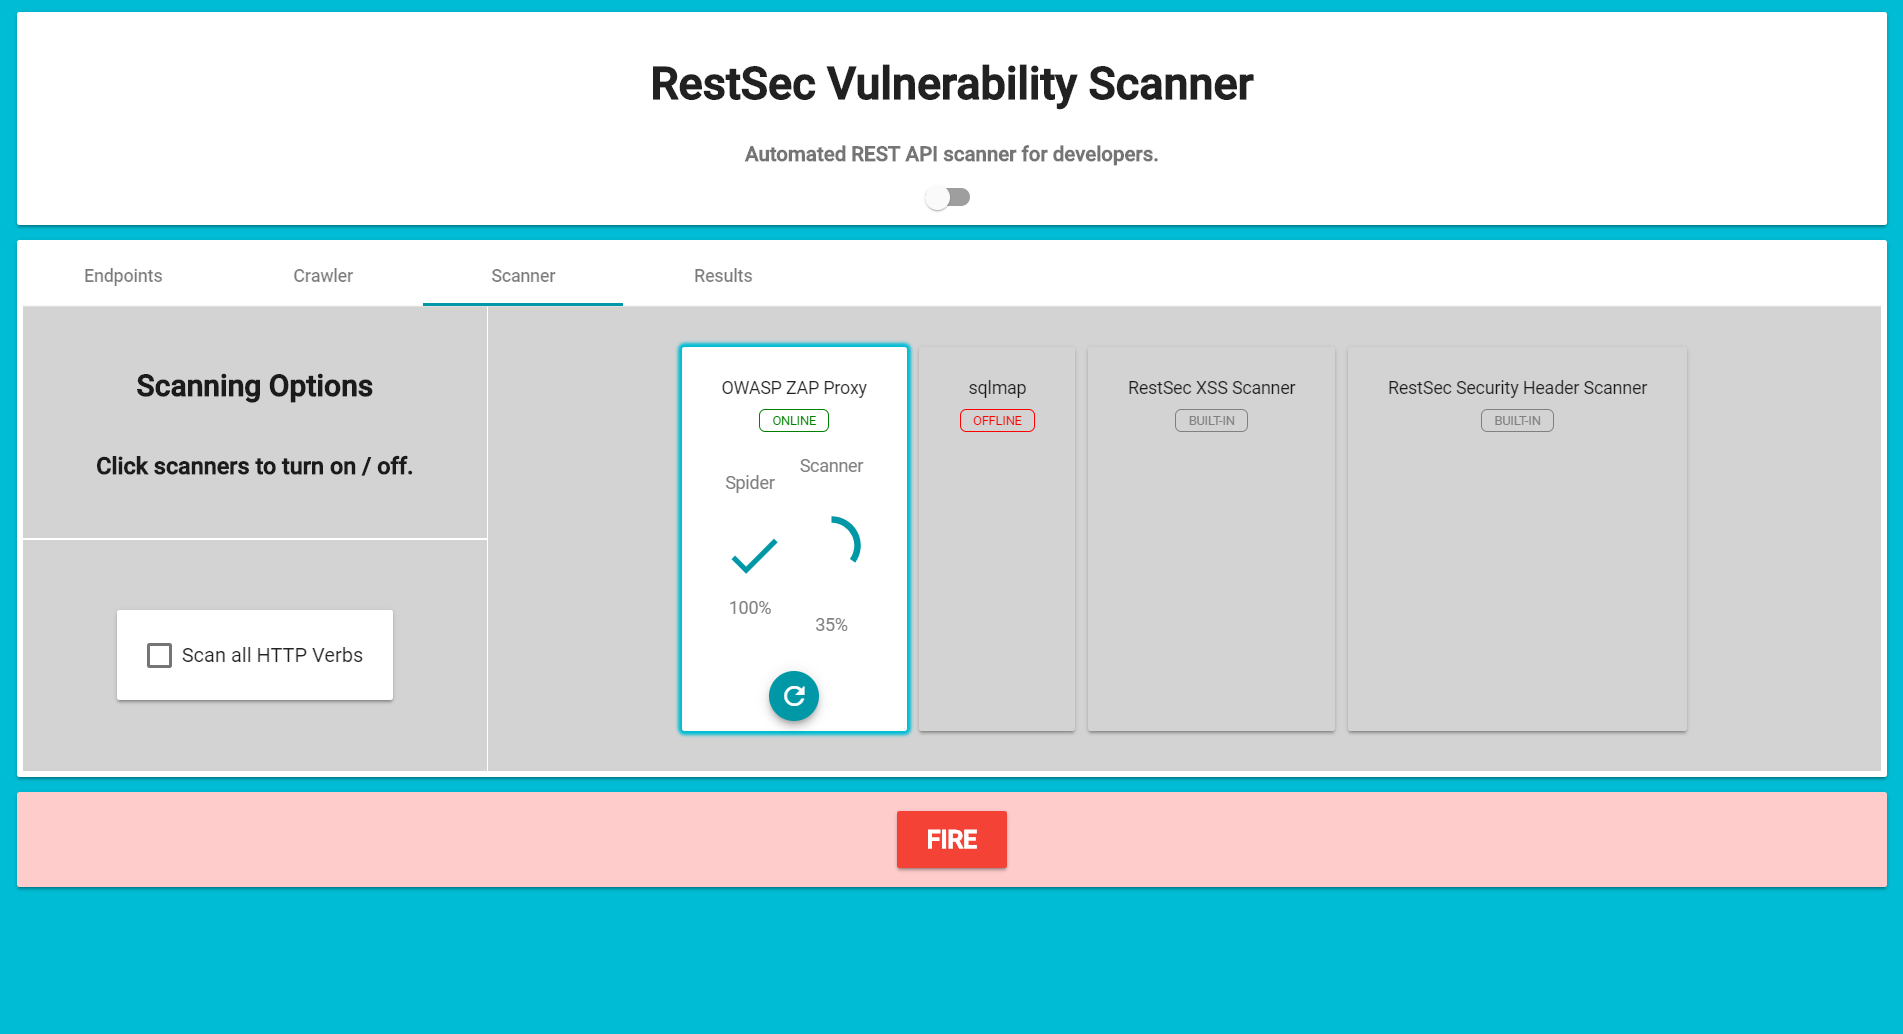 RestSec Vulnerability Scanner
Automated REST API scanner for developers.
Endpoints Crawler Scanner Results
Scanning Options
Click scanners to turn on / off.
Scan all HTTP Verbs
OWASP ZAP Proxy
ONLINE
Spider
100%
Scanner
35%
sqlmap
OFFLINE
RestSec XSS Scanner
BUILT-IN
RestSec Security Header Scanner
BUILT-IN
FIRE